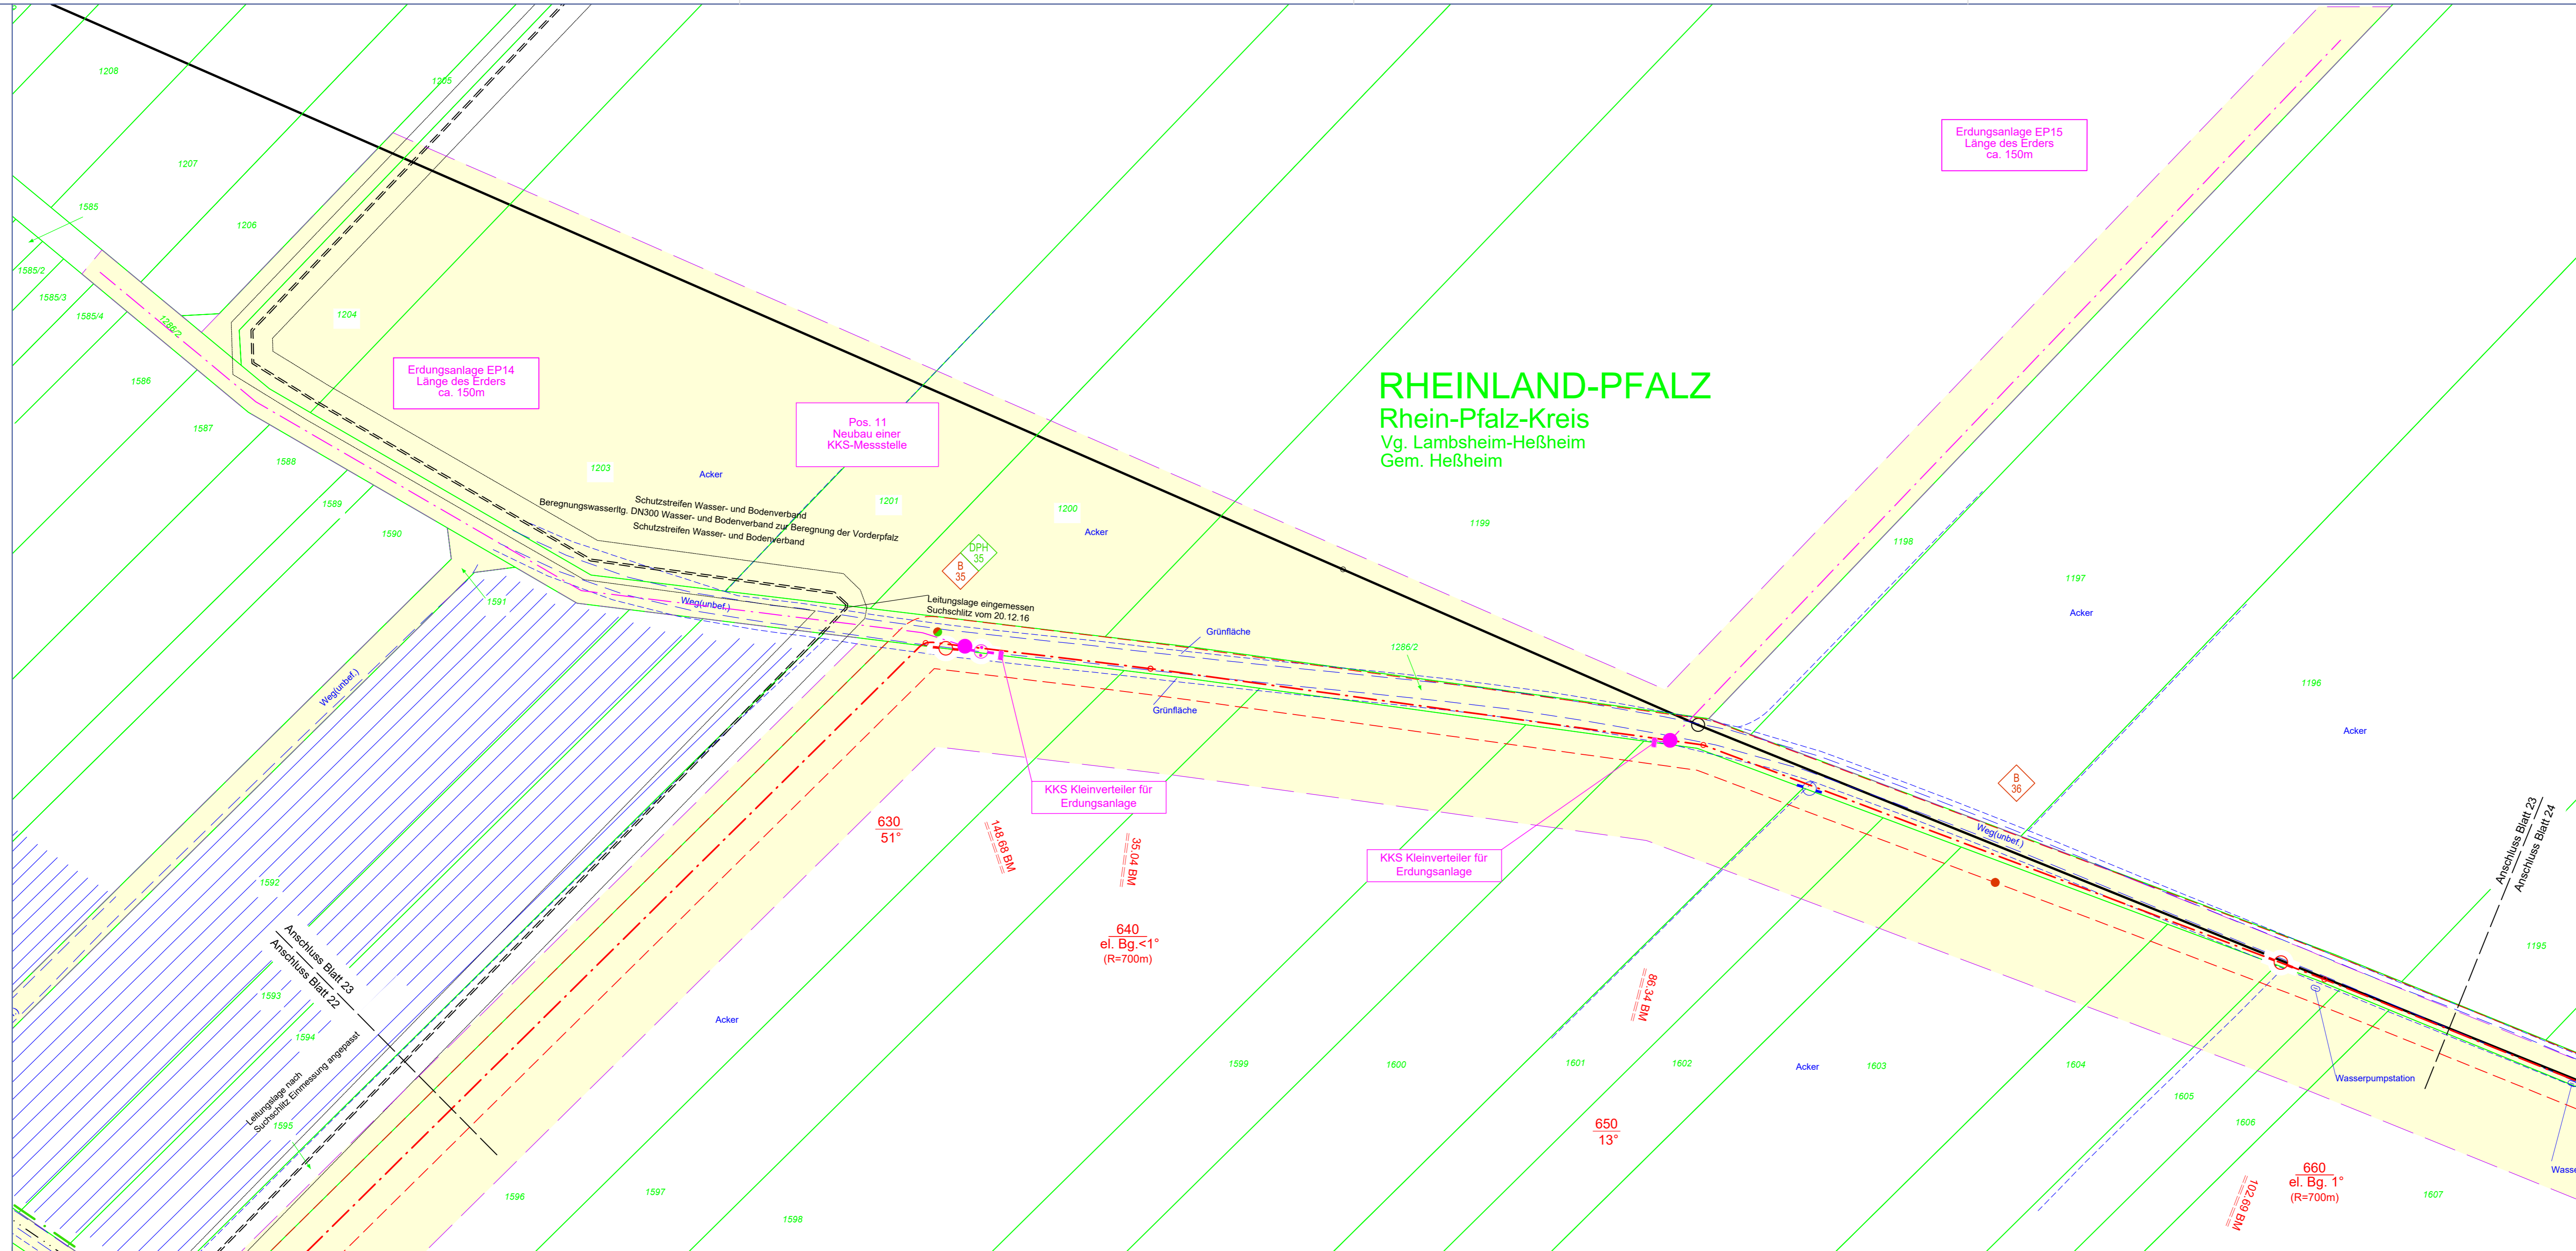 1208
1205
1207
1585
1206
1585/2
1585/3
1585/4
1286/2
1204
1586
1587
1588
1589
1590
1591
Erdungsanlage EP14
Länge des Erders
ca. 150m
Pos. 11
Neubau einer
KKS-Messstelle
Erdungsanlage EP15
Länge des Erders
ca. 150m
RHEINLAND-PFALZ
Rhein-Pfalz-Kreis
Vg. Lambsheim-Heßheim
Gem. Heßheim
1203
Acker
1201
1200
Acker
1199
1198
1197
Acker
1196
Acker
1195
Schutzstreifen Wasser- und Bodenverband
Beregnungswasserltg. DN300 Wasser- und Bodenverband zur Beregnung der Vorderpfalz
Schutzstreifen Wasser- und Bodenverband
DPH
35
B
35
Leitungslage eingemessen
Suchschlitz vom 20.12.16
Weg(unbef.)
Grünfläche
1286/2
Grünfläche
Weg(unbef.)
KKS Kleinverteiler für
Erdungsanlage
KKS Kleinverteiler für
Erdungsanlage
B
36
Weg(unbef.)
Anschluss Blatt 23
Anschluss Blatt 24
630
51°
148.68 BM
35.04 BM
640
el. Bg.<1°
(R=700m)
86.34 BM
650
13°
102.69 BM
660
el. Bg. 1°
(R=700m)
1592
1593
1594
1595
Anschluss Blatt 23
Anschluss Blatt 22
Leitungslage nach
Suchschlitz Einmessung angepasst
Acker
1596
1597
1598
1599
1600
1601
1602
Acker
1603
1604
1605
1606
1607
Wasserpumpstation
Wasse